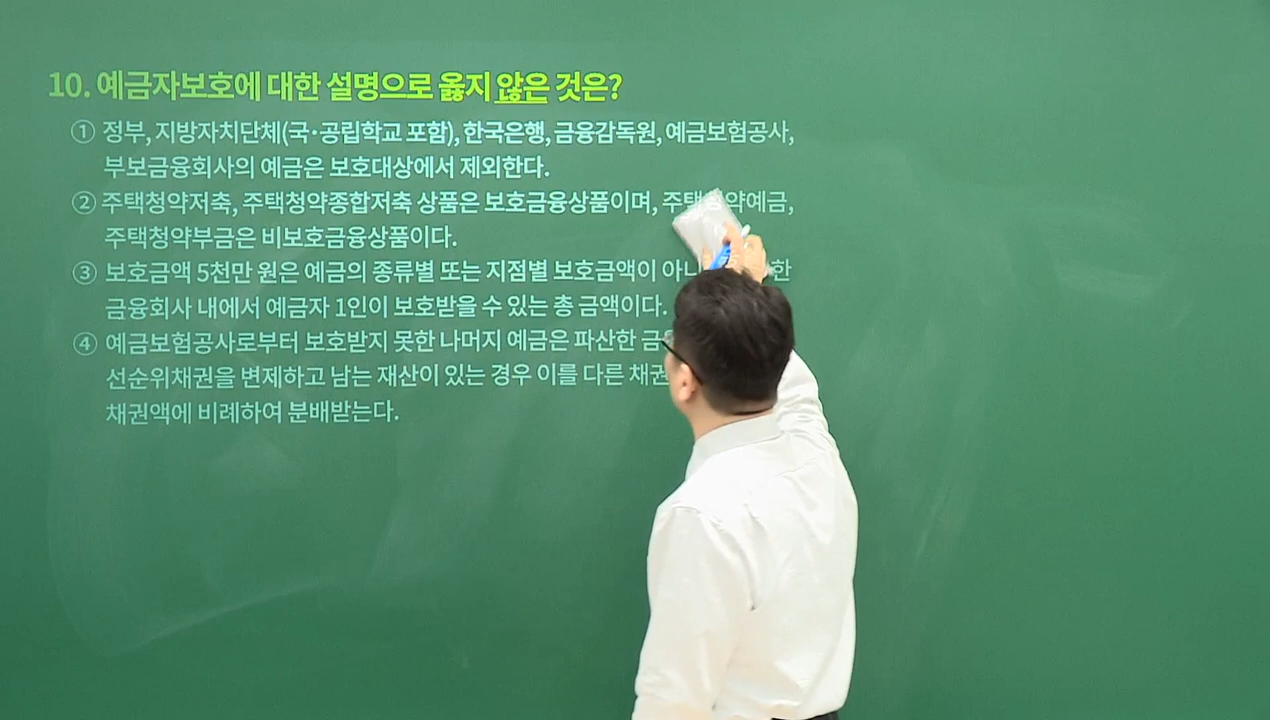 10. 예금자보호에 대한 설명으로 옳지 않은 것은?
① 정부, 지방자치단체(국·공립학교 포함), 한국은행, 금융감독원, 예금보험공사,
부보금융회사의 예금은 보호대상에서 제외한다.
② 주택청약저축, 주택청약종합저축 상품은 보호금융상품이며, 주택청약예금,
주택청약부금은 비보호금융상품이다.
③ 보호금액 5천만 원은 예금의 종류별 또는 지점별 보호금액이 한
금융회사 내에서 예금자 1인이 보호받을 수 있는 총 금액이다.
④ 예금보험공사로부터 보호받지 못한 나머지 예금은 파산한
선순위채권을 변제하고 남는 재산이 있는 경우 이를 다른
채권액에 비례하여 분배받는다.